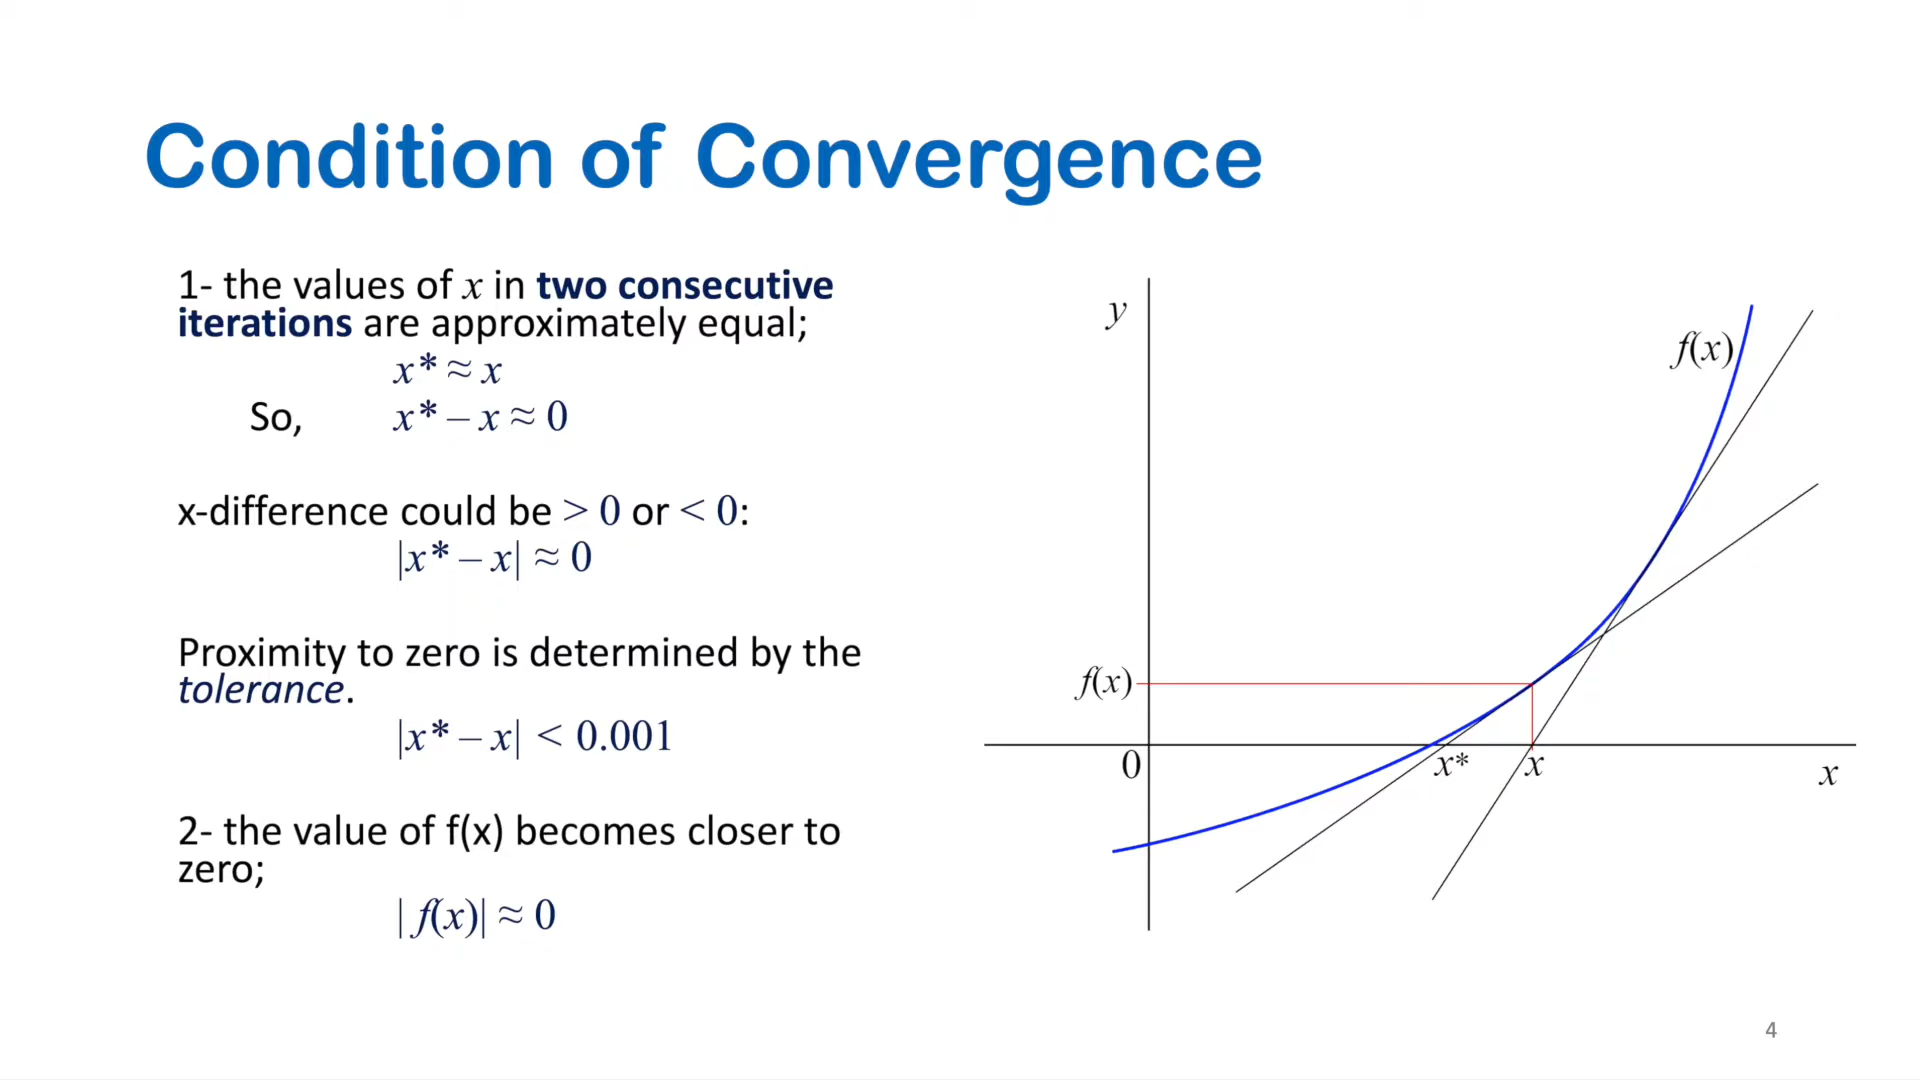 Condition of Convergence
1- the values of x in two consecutive
iterations are approximately equal;
x* ≈ x
So, x* – x ≈ 0
x-difference could be > 0 or < 0:
|x* – x| ≈ 0
Proximity to zero is determined by the
tolerance.
|x* – x| < 0.001
2- the value of f(x) becomes closer to
zero;
| f(x)| ≈ 0
y
f(x)
f(x)
0
x*
x
x
4